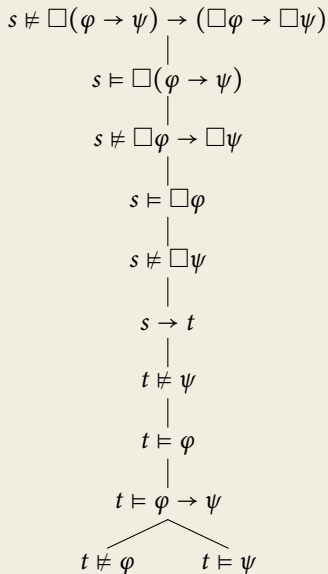 s ⊭ □(φ → ψ) → (□φ → □ψ)
s ⊨ □(φ → ψ)
s ⊭ □φ → □ψ
s ⊨ □φ
s ⊭ □ψ
s → t
t ⊭ ψ
t ⊨ φ
t ⊨ φ → ψ
t ⊭ φ t ⊨ ψ